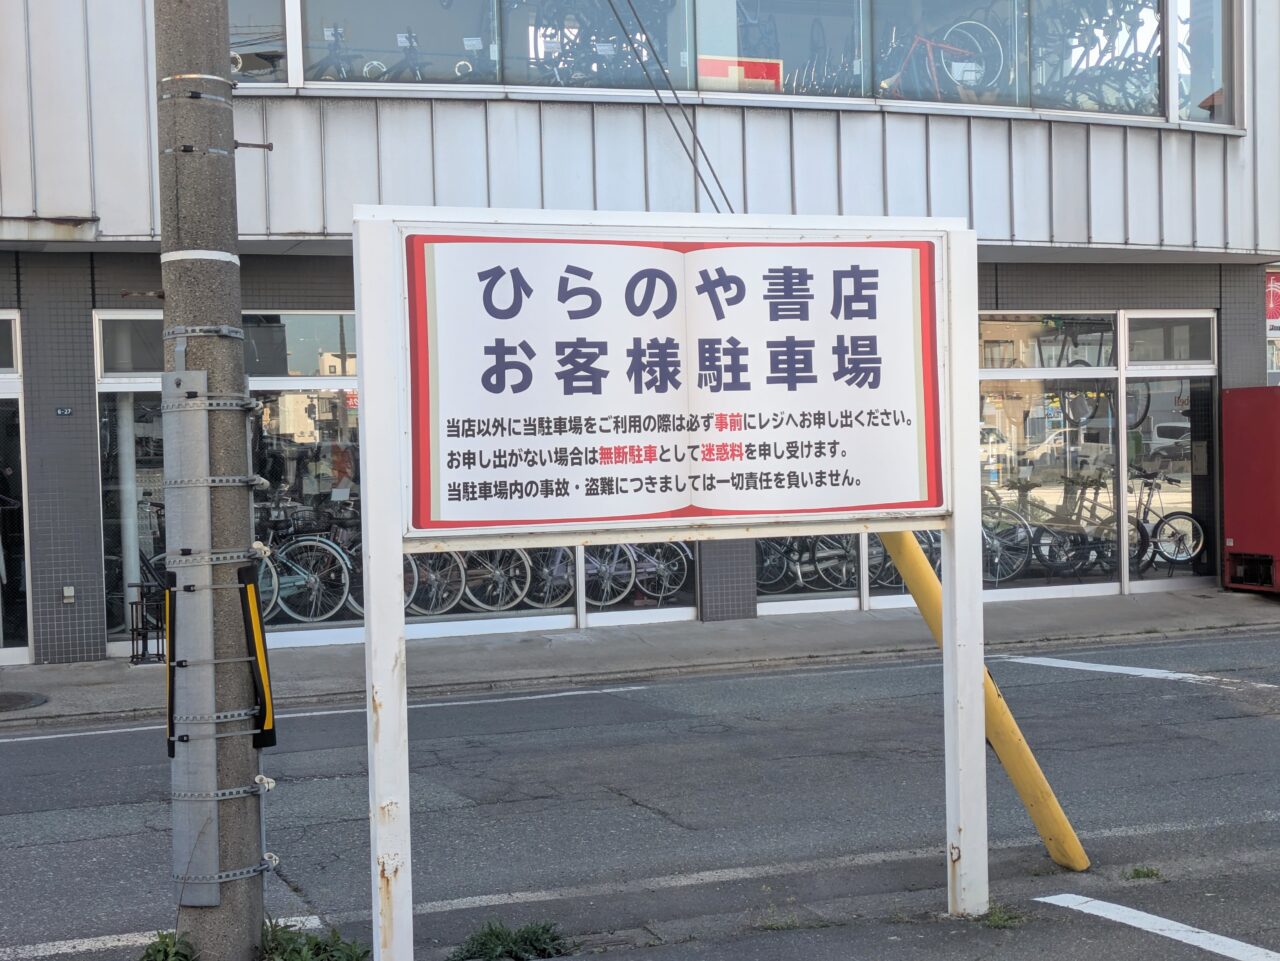 ひらのや書店
お客様駐車場
当店以外に当駐車場をご利用の際は必ず事前にレジへお申し出ください。
お申し出がない場合は無断駐車として迷惑料を申し受けます。
当駐車場内の事故・盗難につきましては一切責任を負いません。
6-27